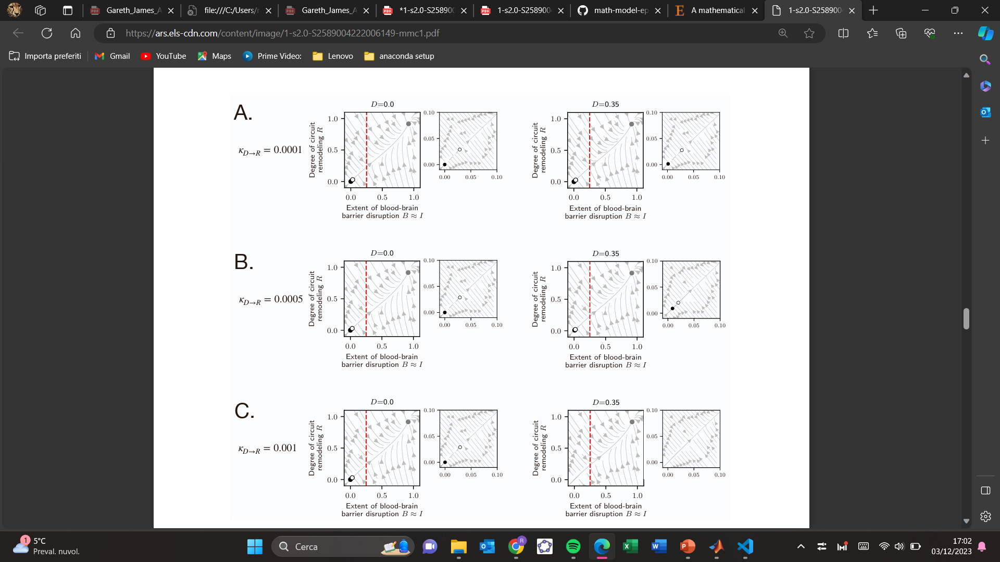 Gareth_James_A
file:///C:/Users/r
Gareth_James_A
*1-s2.0-S258900
1-s2.0-S258900
math-model-ep
A mathematical
1-s2.0-S258900
https://ars.els-cdn.com/content/image/1-s2.0-S2589004222006149-mmc1.pdf
Importa preferiti
Gmail
YouTube
Maps
Prime Video:
Lenovo
anaconda setup
A.
κD→R = 0.0001
D=0.0
Degree of circuit
remodeling R
1.0
0.5
0.0
0.0 0.5 1.0
Extent of blood-brain
barrier disruption B ≈ I
0.10
0.05
0.00
0.00 0.05 0.10
D=0.35
Degree of circuit
remodeling R
1.0
0.5
0.0
0.0 0.5 1.0
Extent of blood-brain
barrier disruption B ≈ I
0.10
0.05
0.00
0.00 0.05 0.10
B.
κD→R = 0.0005
D=0.0
Degree of circuit
remodeling R
1.0
0.5
0.0
0.0 0.5 1.0
Extent of blood-brain
barrier disruption B ≈ I
0.10
0.05
0.00
0.00 0.05 0.10
D=0.35
Degree of circuit
remodeling R
1.0
0.5
0.0
0.0 0.5 1.0
Extent of blood-brain
barrier disruption B ≈ I
0.10
0.05
0.00
0.00 0.05 0.10
C.
κD→R = 0.001
D=0.0
Degree of circuit
remodeling R
1.0
0.5
0.0
0.0 0.5 1.0
Extent of blood-brain
barrier disruption B ≈ I
0.10
0.05
0.00
0.00 0.05 0.10
D=0.35
Degree of circuit
remodeling R
1.0
0.5
0.0
0.0 0.5 1.0
Extent of blood-brain
barrier disruption B ≈ I
0.10
0.05
0.00
0.00 0.05 0.10
1
5°C
Preval. nuvol.
Cerca
R
17:02
03/12/2023